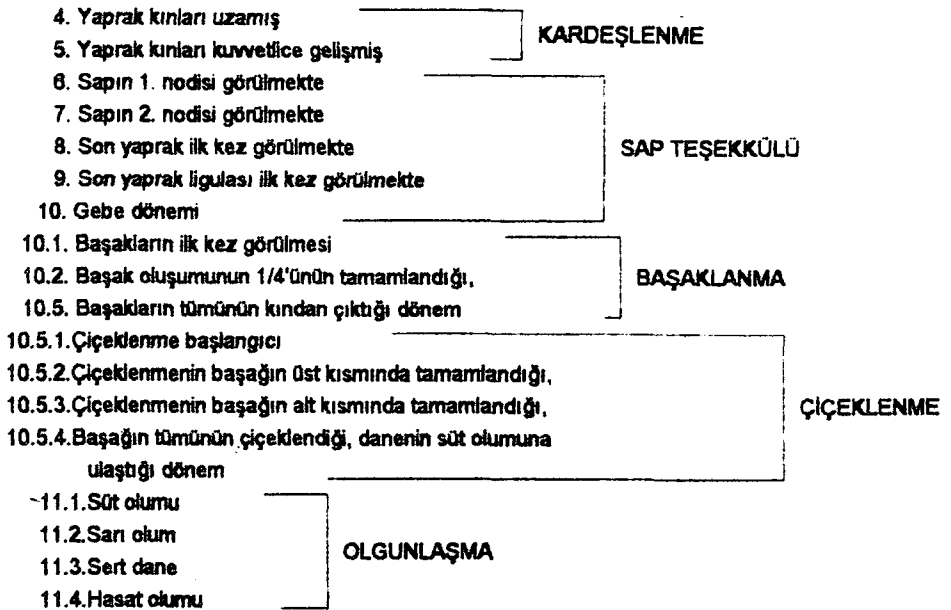 4. Yaprak kınları uzamış
5. Yaprak kınları kuvvetlice gelişmiş
KARDEŞLENME
6. Sapın 1. nodisi görülmekte
7. Sapın 2. nodisi görülmekte
8. Son yaprak ilk kez görülmekte
9. Son yaprak ligulası ilk kez görülmekte
10. Gebe dönemi
SAP TEŞEKKÜLÜ
10.1. Başakların ilk kez görülmesi
10.2. Başak oluşumunun 1/4'ünün tamamlandığı,
10.5. Başakların tümünün kından çıktığı dönem
BAŞAKLANMA
10.5.1.Çiçeklenme başlangıcı
10.5.2.Çiçeklenmenin başağın üst kısmında tamamlandığı,
10.5.3.Çiçeklenmenin başağın alt kısmında tamamlandığı,
10.5.4.Başağın tümünün çiçeklendiği, danenin süt olumuna
ulaştığı dönem
ÇİÇEKLENME
11.1.Süt olumu
11.2.Sarı olum
11.3.Sert dane
11.4.Hasat olumu
OLGUNLAŞMA